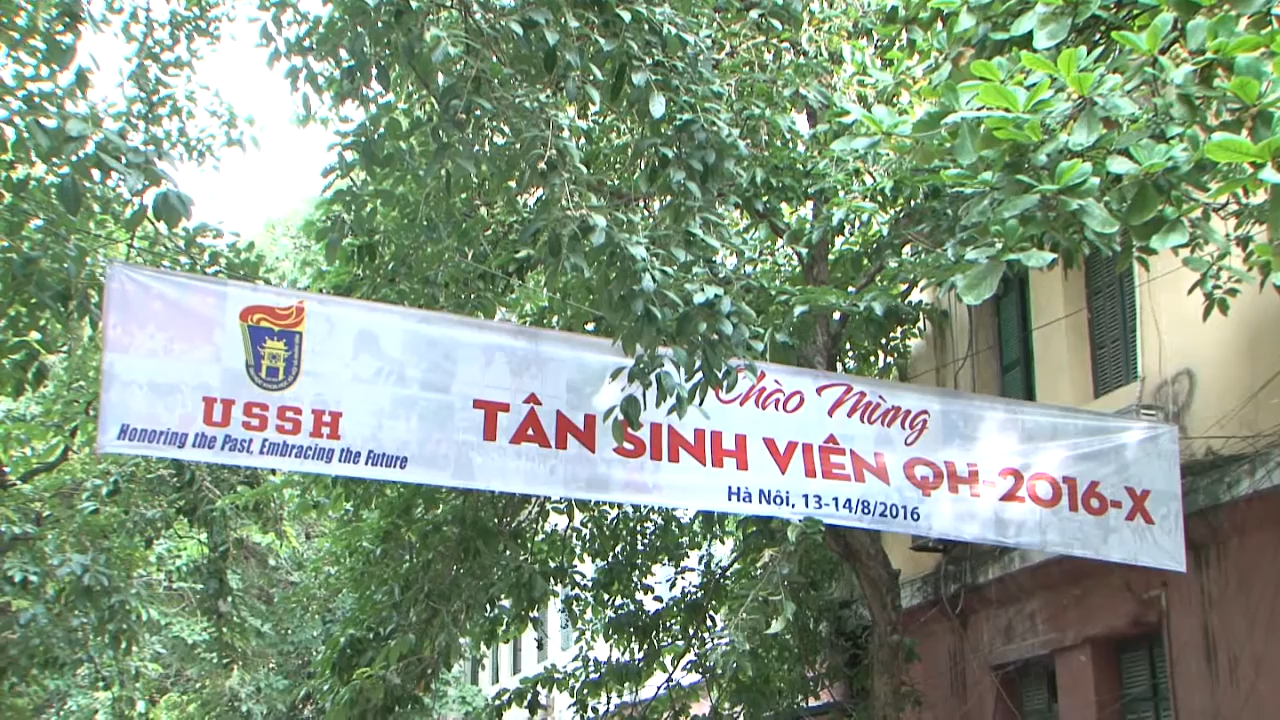 USSH
Honoring the Past, Embracing the Future
Chào Mừng
TÂN SINH VIÊN QH-2016-X
Hà Nội, 13-14/8/2016